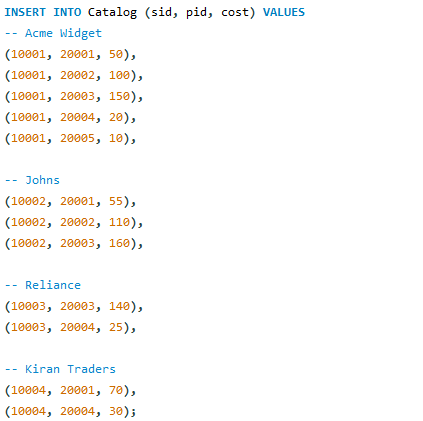 INSERT INTO Catalog (sid, pid, cost) VALUES
-- Acme Widget
(10001, 20001, 50),
(10001, 20002, 100),
(10001, 20003, 150),
(10001, 20004, 20),
(10001, 20005, 10),
-- Johns
(10002, 20001, 55),
(10002, 20002, 110),
(10002, 20003, 160),
-- Reliance
(10003, 20003, 140),
(10003, 20004, 25),
-- Kiran Traders
(10004, 20001, 70),
(10004, 20004, 30);